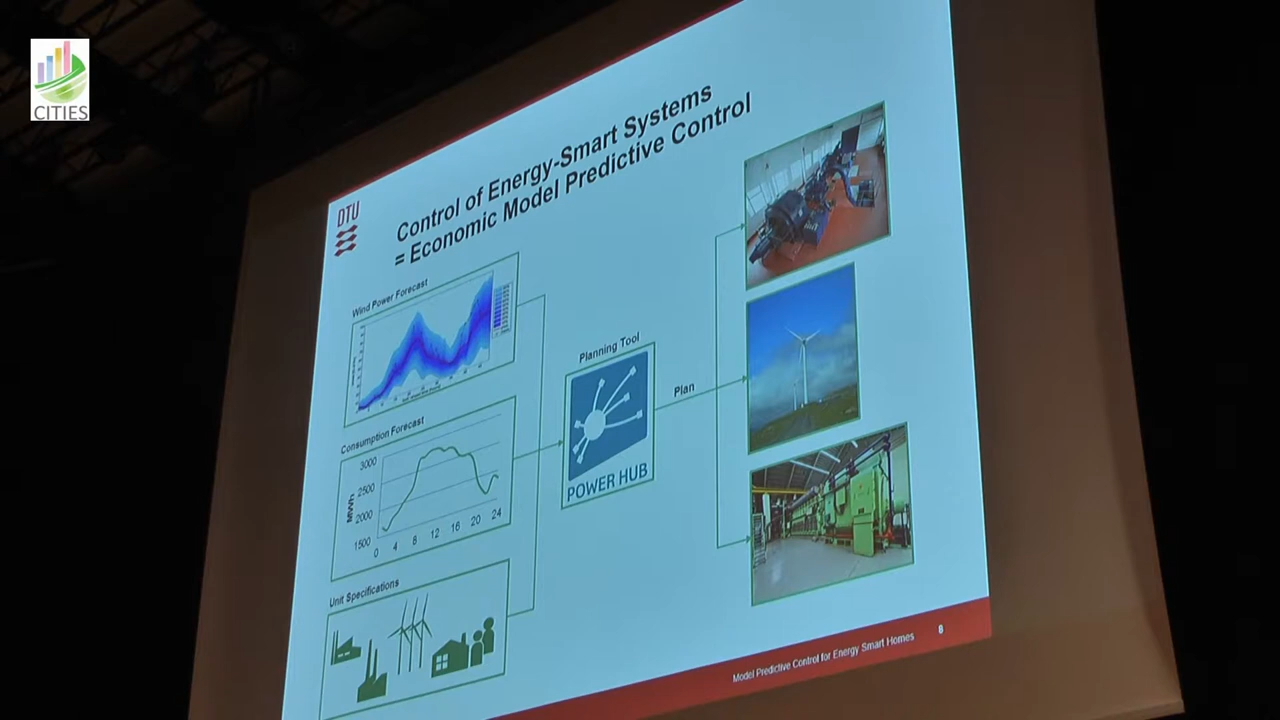 CITIES
DTU
Control of Energy-Smart Systems
= Economic Model Predictive Control
Wind Power Forecast
Consumption Forecast
MWh
3000
2500
2000
1500
0 4 8 12 16 20 24
Unit Specifications
Planning Tool
POWER HUB
Plan
Model Predictive Control for Energy Smart Homes 8